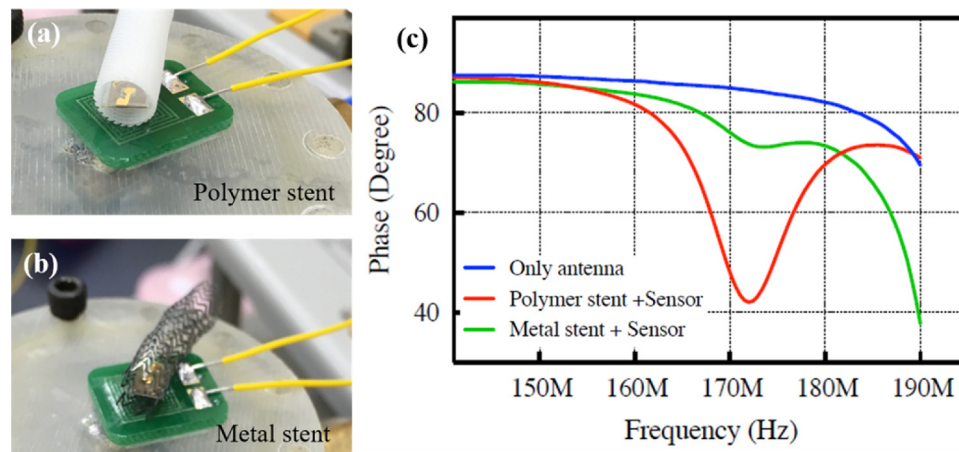 (a)
Polymer stent
(b)
Metal stent
(c)
Phase (Degree)
80
60
40
Only antenna
Polymer stent +Sensor
Metal stent + Sensor
150M 160M 170M 180M 190M
Frequency (Hz)